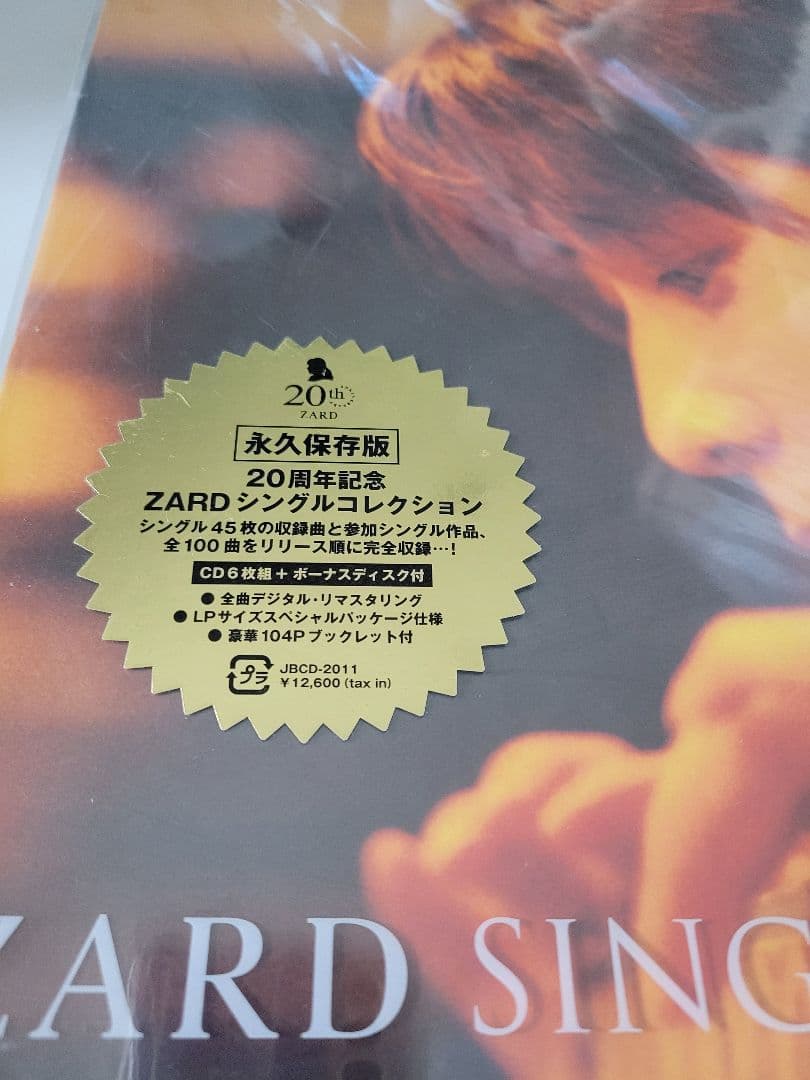 20th
ZARD
永久保存版
20周年記念
ZARDシングルコレクション
シングル45枚の収録曲と参加シングル作品、
全100曲をリリース順に完全収録…!
CD6枚組+ボーナスディスク付
● 全曲デジタル・リマスタリング
● LPサイズスペシャルパッケージ仕様
● 豪華104Pブックレット付
プラ
JBCD-2011
¥12,600(tax in)
ZARD SING